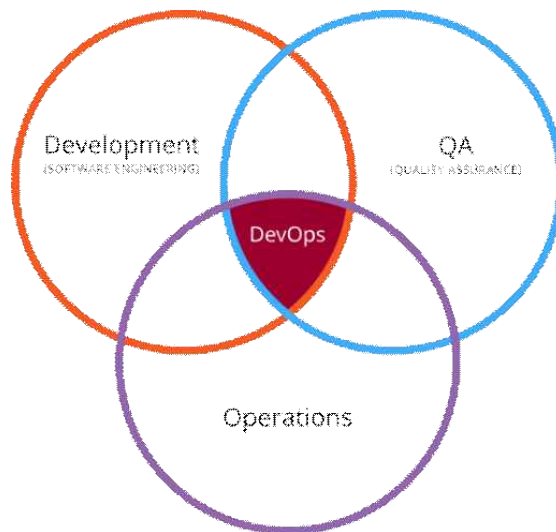 Development
(SOFTWARE ENGINEERING)
QA
(QUALITY ASSURANCE)
DevOps
Operations